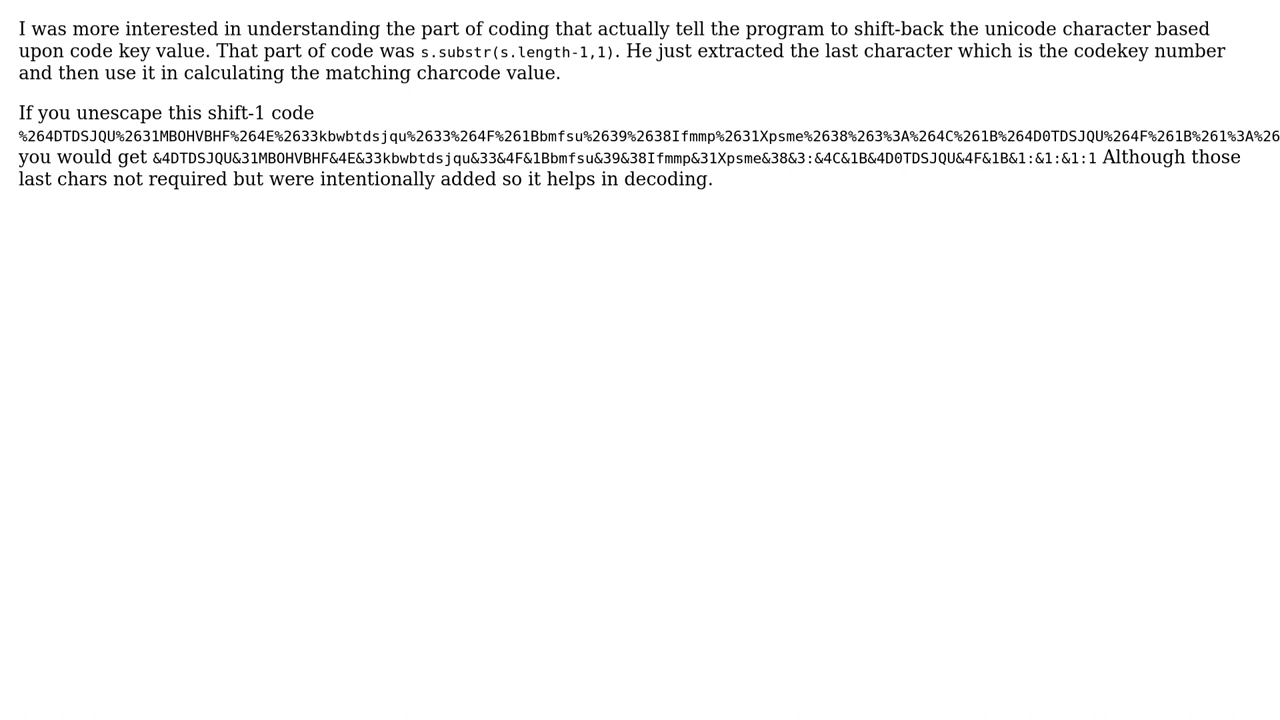 I was more interested in understanding the part of coding that actually tell the program to shift-back the unicode character based
upon code key value. That part of code was s.substr(s.length-1,1). He just extracted the last character which is the codekey number
and then use it in calculating the matching charcode value.
If you unescape this shift-1 code
%264DTDSJQU%2631MBOHVBHF%264E%2633kbwbtdsjqu%2633%264F%261Bbmfsu%2639%2638Ifmmp%2631Xpsme%2638%263%3A%264C%261B%264D0TDSJQU%264F%261B%261%3A%26
you would get &4DTDSJQU&31MBOHVBHF&4E&33kbwbtdsjqu&33&4F&1Bbmfsu&39&38Ifmmp&31Xpsme&38&3:&4C&1B&4D0TDSJQU&4F&1B&1:&1:&1:1 Although those
last chars not required but were intentionally added so it helps in decoding.